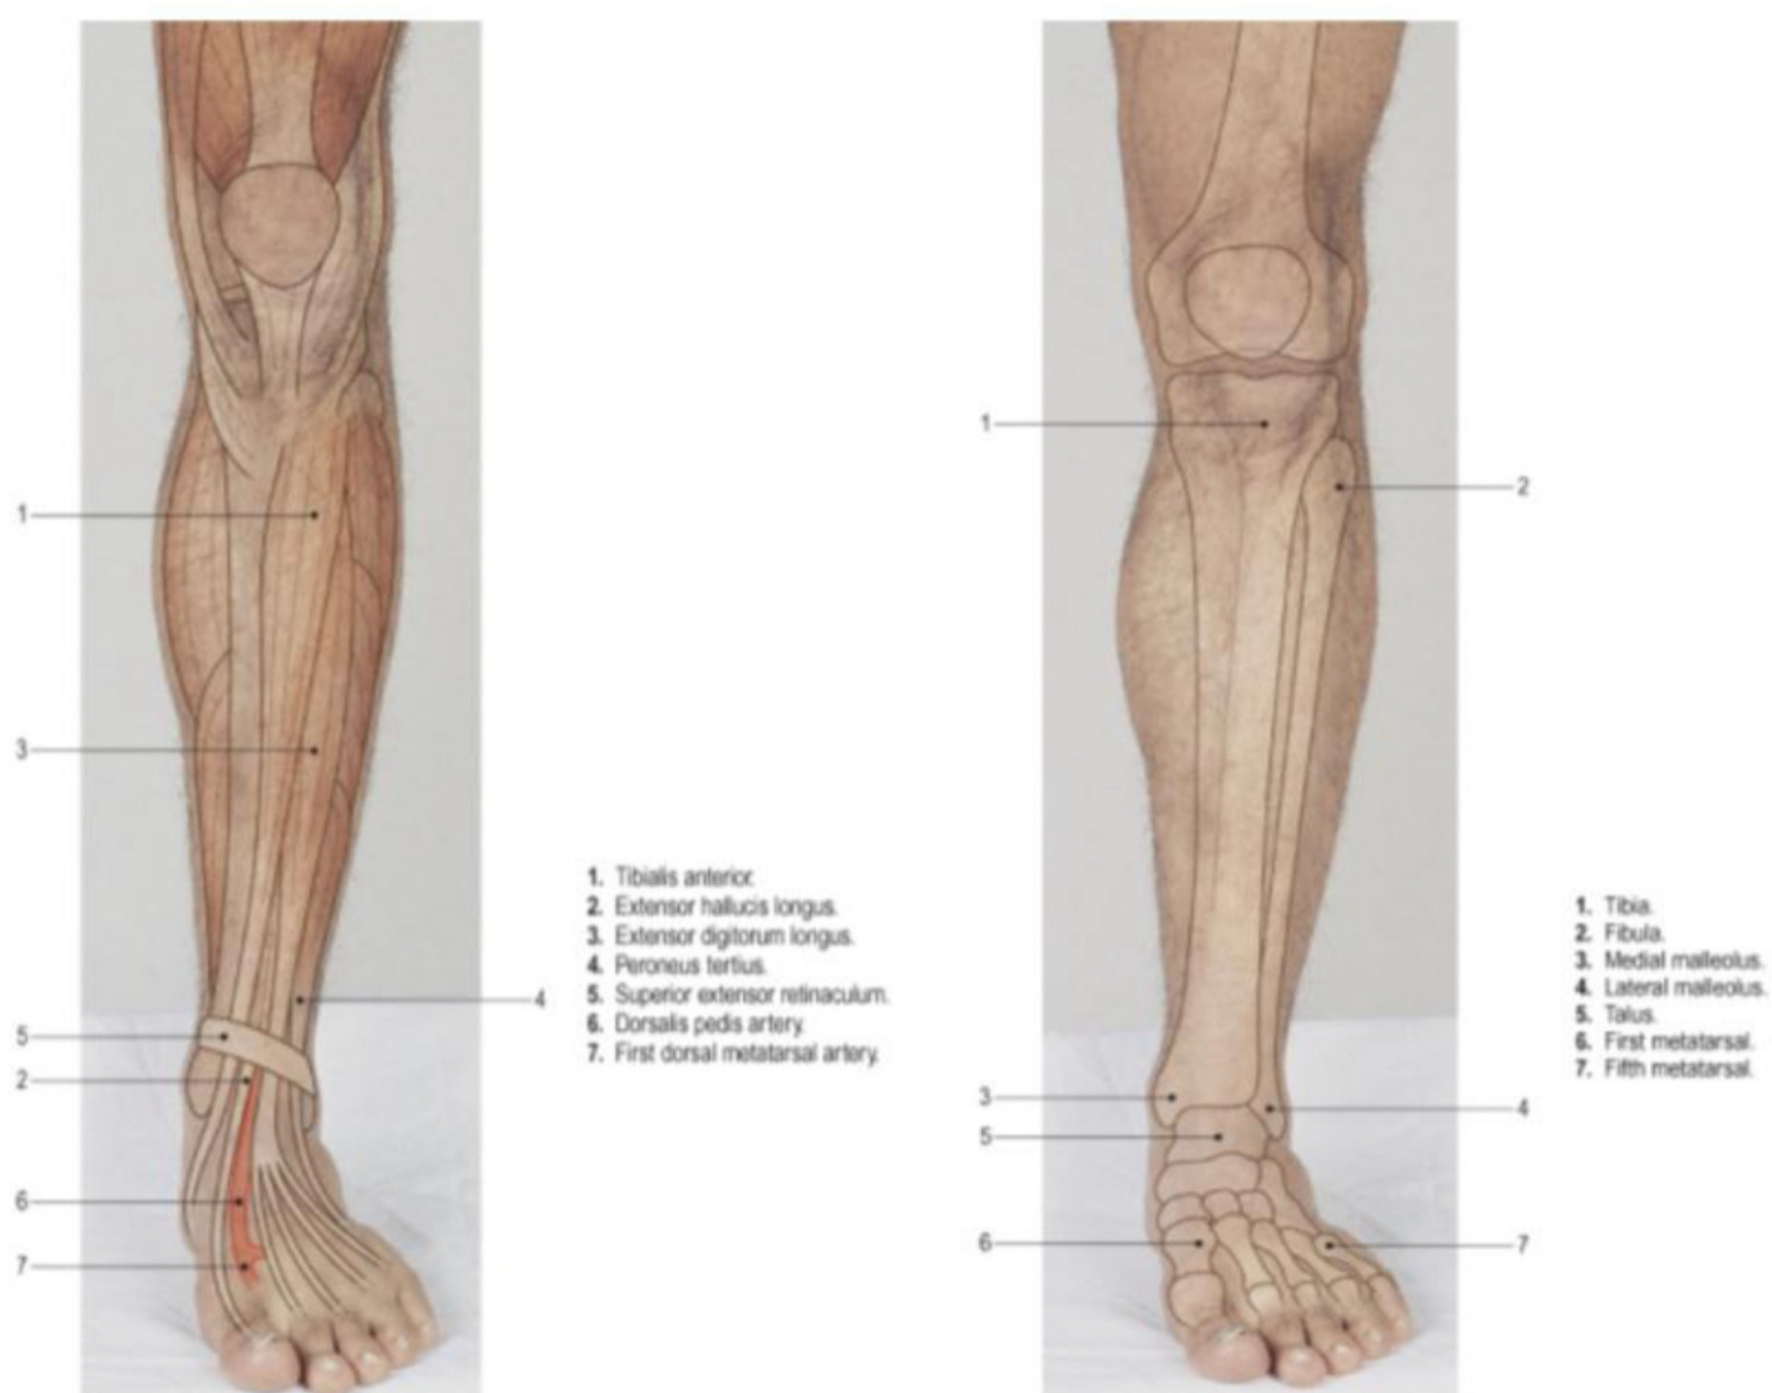 1
3
5
2
6
7
4
1. Tibialis anterior.
2. Extensor hallucis longus.
3. Extensor digitorum longus.
4. Peroneus tertius.
5. Superior extensor retinaculum.
6. Dorsalis pedis artery.
7. First dorsal metatarsal artery.
1
3
5
6
2
4
7
1. Tibia.
2. Fibula.
3. Medial malleolus.
4. Lateral malleolus.
5. Talus.
6. First metatarsal.
7. Fifth metatarsal.